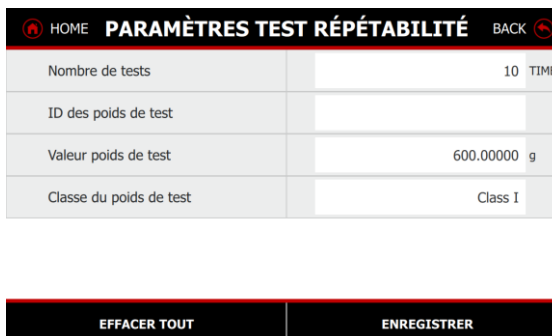 HOME PARAMÈTRES TEST RÉPÉTABILITÉ BACK
Nombre de tests 10 TIME
ID des poids de test
Valeur poids de test 600.00000 g
Classe du poids de test Class I
EFFACER TOUT ENREGISTRER